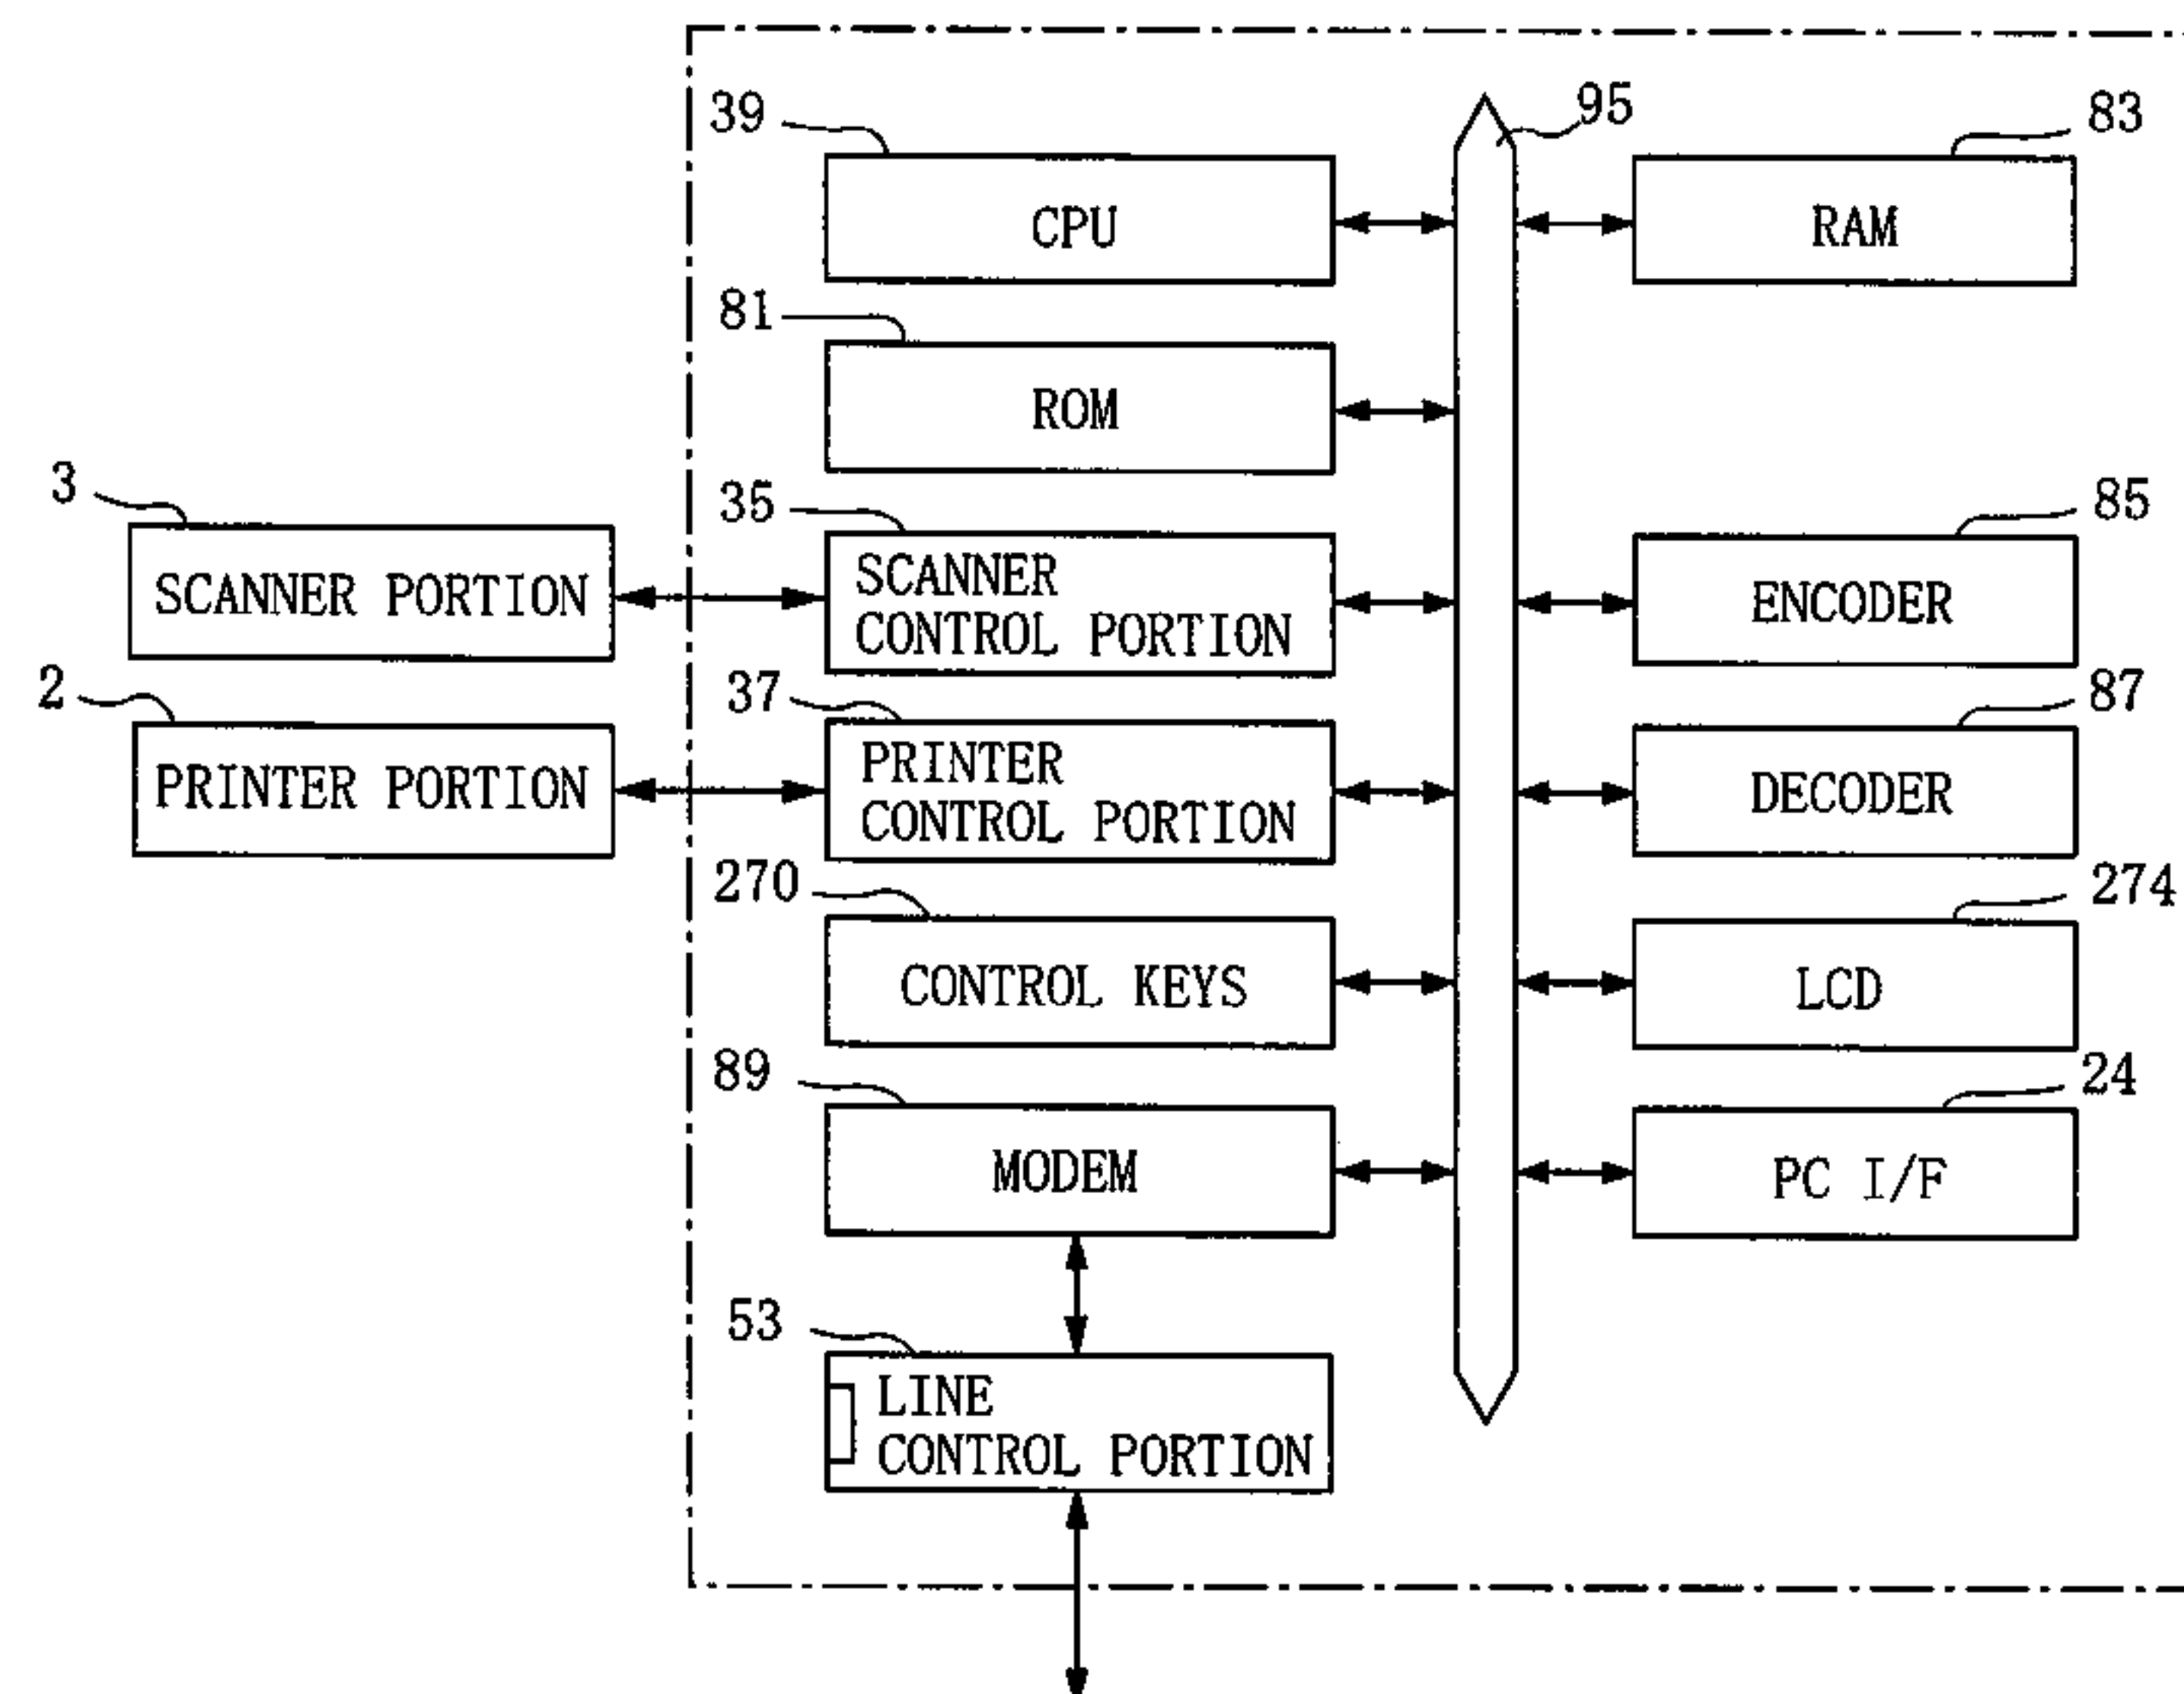 39
95
83
CPU
RAM
81
ROM
3
35
85
SCANNER PORTION
SCANNER
CONTROL PORTION
ENCODER
2
37
87
PRINTER PORTION
PRINTER
CONTROL PORTION
DECODER
270
274
CONTROL KEYS
LCD
89
24
MODEM
PC I/F
53
LINE
CONTROL PORTION